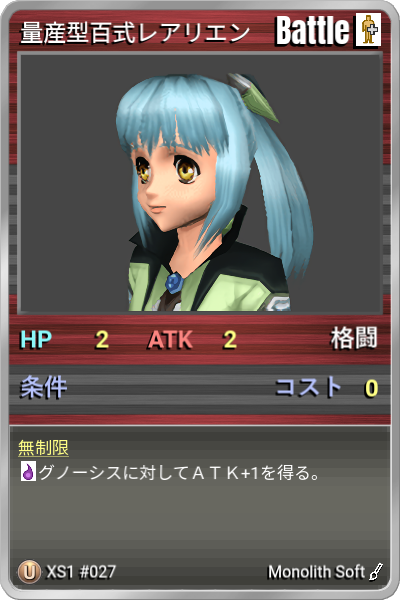 量産型百式レアリエン Battle
HP 2 ATK 2 格闘
条件 コスト 0
無制限
グノーシスに対してＡＴＫ+1を得る。
U XS1 #027 Monolith Soft